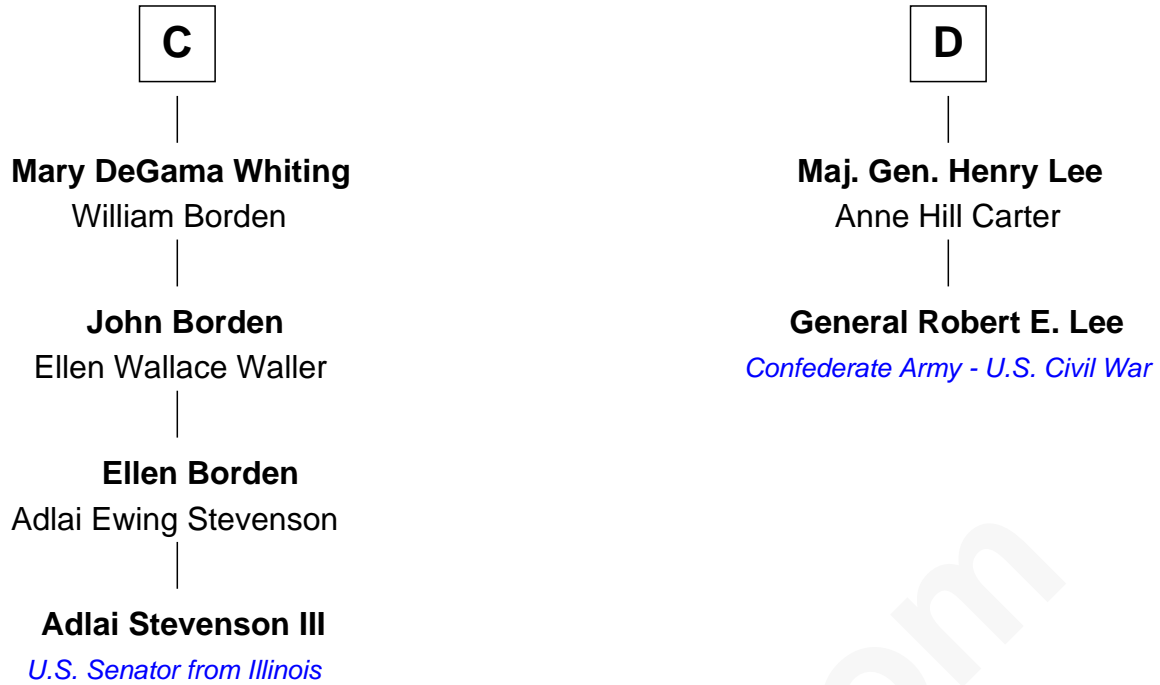 C
Mary DeGama Whiting
William Borden
John Borden
Ellen Wallace Waller
Ellen Borden
Adlai Ewing Stevenson
Adlai Stevenson III
U.S. Senator from Illinois
D
Maj. Gen. Henry Lee
Anne Hill Carter
General Robert E. Lee
Confederate Army - U.S. Civil War
om